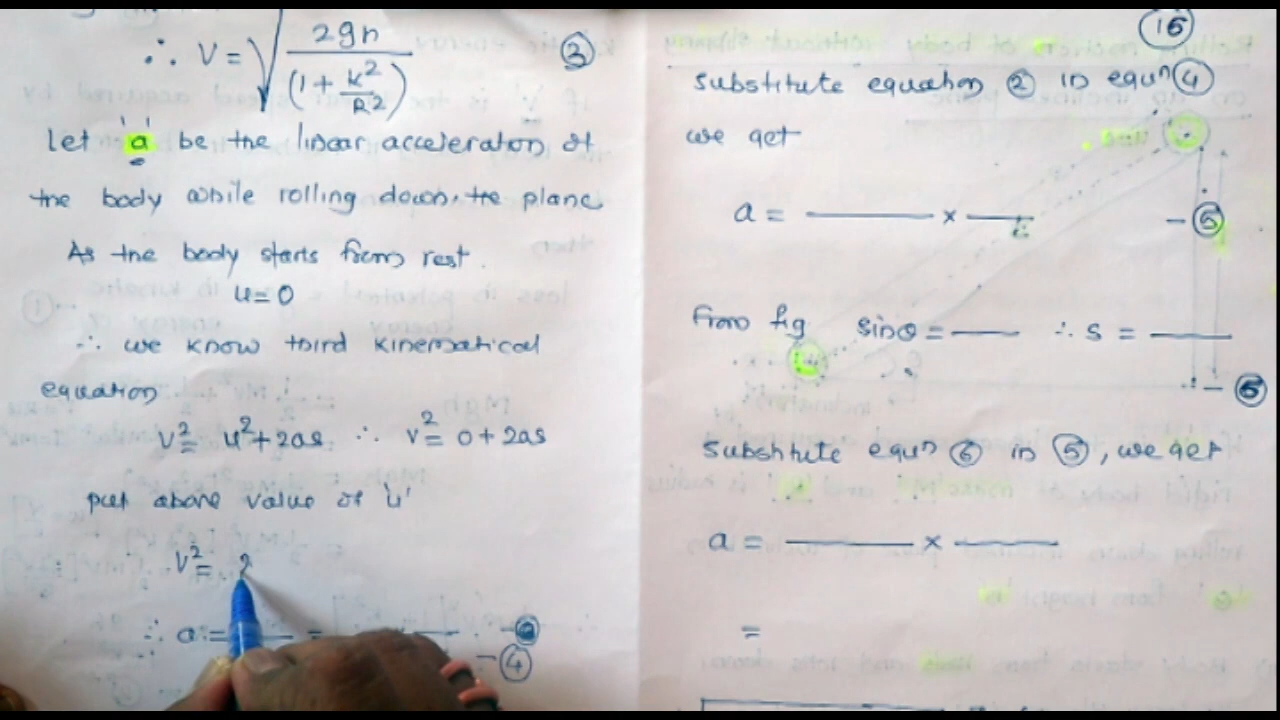 ∴ V = √(2gh / (1 + K²/R²)) ③
Let 'a' be the linear acceleration of
the body while rolling down, the plane
As the body starts from rest.
u = 0
∴ we know third kinematical
equation
V² = u² + 2as ∴ V² = 0 + 2as
put above value of 'u'
∴ V² = 2
∴ a = — = — - ④
16
Substitute equation ② in equn ④
we get
a = —— × —— - ⑤
from fig sinθ = —— ∴ s = —— - ⑥
Substitute equn ⑥ in ⑤, we get
a = —— × ——
=